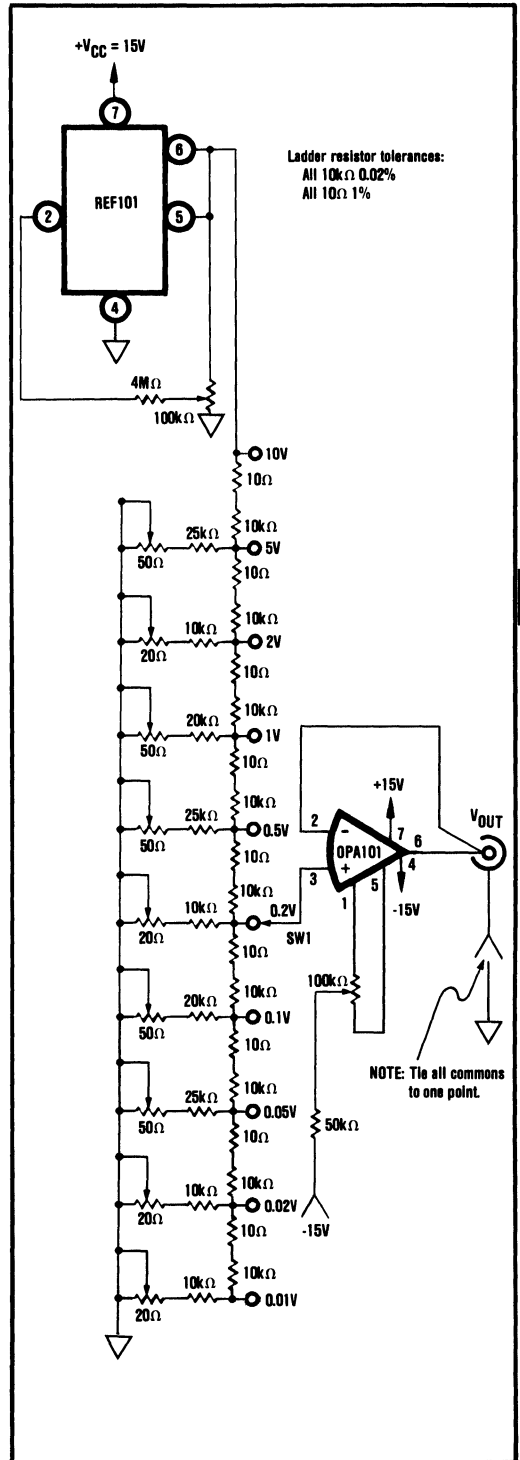 +VCC = 15V
7
6
Ladder resistor tolerances:
All 10kΩ 0.02%
All 10Ω 1%
REF101
2
5
4
4MΩ
100kΩ
10V
10Ω
10kΩ
25kΩ
5V
50Ω
10Ω
10kΩ
10kΩ
2V
20Ω
10Ω
10kΩ
20kΩ
1V
50Ω
10Ω
+15V
VOUT
10kΩ
25kΩ
0.5V
2
-
7
6
OPA101
50Ω
10Ω
+
4
3
5
10kΩ
1
-15V
10kΩ
0.2V
20Ω
10Ω
SW1
100kΩ
10kΩ
20kΩ
0.1V
50Ω
10Ω
NOTE: Tie all commons
to one point.
10kΩ
25kΩ
0.05V
50kΩ
50Ω
10Ω
10kΩ
10kΩ
0.02V
20Ω
10Ω
-15V
10kΩ
10kΩ
0.01V
20Ω